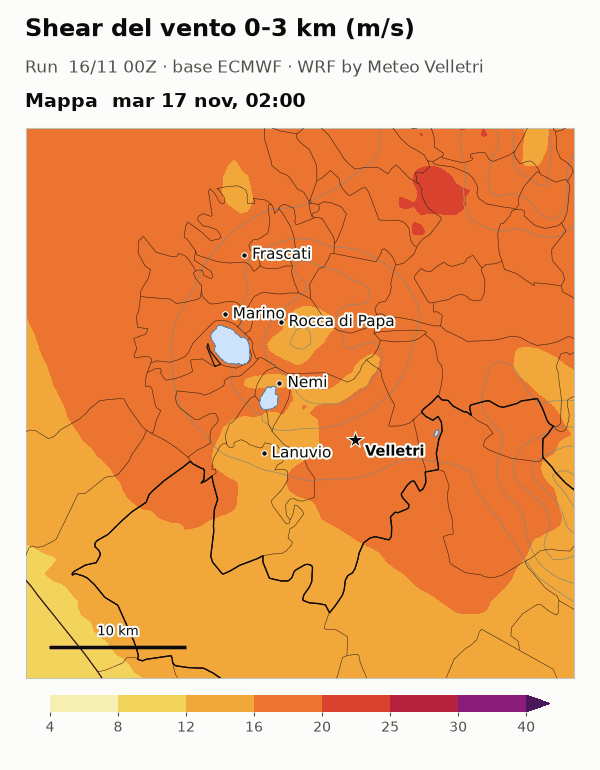 Shear del vento 0-3 km (m/s)
Run  16/11 00Z · base ECMWF · WRF by Meteo Velletri
Mappa  mar 17 nov, 02:00
Frascati
Marino
Rocca di Papa
Nemi
Velletri
Lanuvio
10 km
4 8 12 16 20 25 30 40